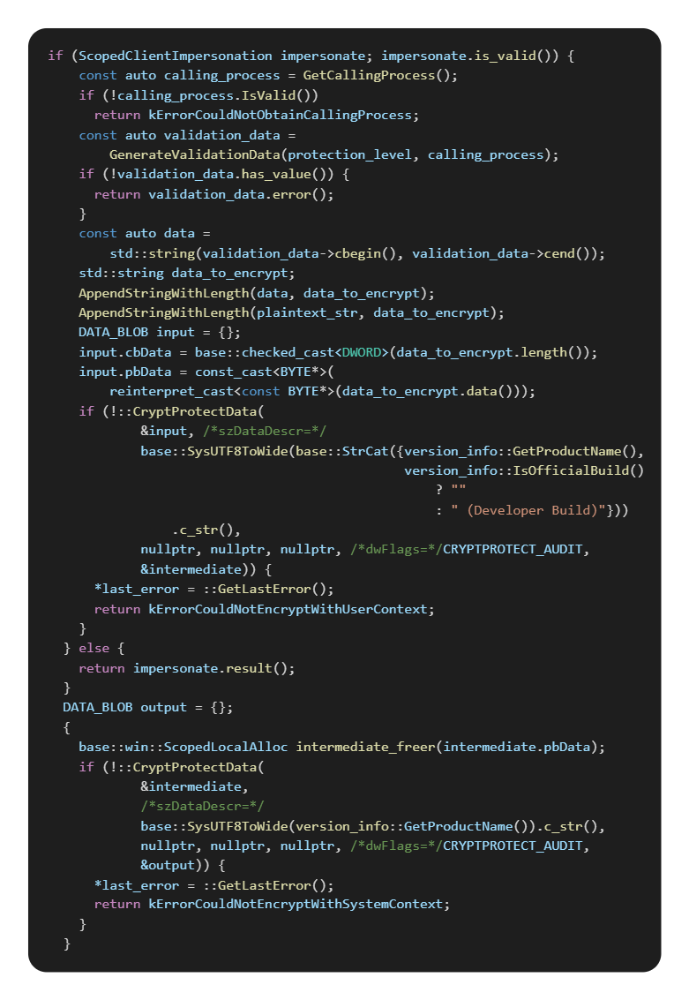 if (ScopedClientImpersonation impersonate; impersonate.is_valid()) {
    const auto calling_process = GetCallingProcess();
    if (!calling_process.IsValid())
      return kErrorCouldNotObtainCallingProcess;
    const auto validation_data =
        GenerateValidationData(protection_level, calling_process);
    if (!validation_data.has_value()) {
      return validation_data.error();
    }
    const auto data =
        std::string(validation_data->cbegin(), validation_data->cend());
    std::string data_to_encrypt;
    AppendStringWithLength(data, data_to_encrypt);
    AppendStringWithLength(plaintext_str, data_to_encrypt);
    DATA_BLOB input = {};
    input.cbData = base::checked_cast<DWORD>(data_to_encrypt.length());
    input.pbData = const_cast<BYTE*>(
        reinterpret_cast<const BYTE*>(data_to_encrypt.data()));
    if (!::CryptProtectData(
            &input, /*szDataDescr=*/
            base::SysUTF8ToWide(base::StrCat({version_info::GetProductName(),
                                              version_info::IsOfficialBuild()
                                                  ? ""
                                                  : " (Developer Build)"}))
                .c_str(),
            nullptr, nullptr, nullptr, /*dwFlags=*/CRYPTPROTECT_AUDIT,
            &intermediate)) {
      *last_error = ::GetLastError();
      return kErrorCouldNotEncryptWithUserContext;
    }
  } else {
    return impersonate.result();
  }
  DATA_BLOB output = {};
  {
    base::win::ScopedLocalAlloc intermediate_freer(intermediate.pbData);
    if (!::CryptProtectData(
            &intermediate,
            /*szDataDescr=*/
            base::SysUTF8ToWide(version_info::GetProductName()).c_str(),
            nullptr, nullptr, nullptr, /*dwFlags=*/CRYPTPROTECT_AUDIT,
            &output)) {
      *last_error = ::GetLastError();
      return kErrorCouldNotEncryptWithSystemContext;
    }
  }